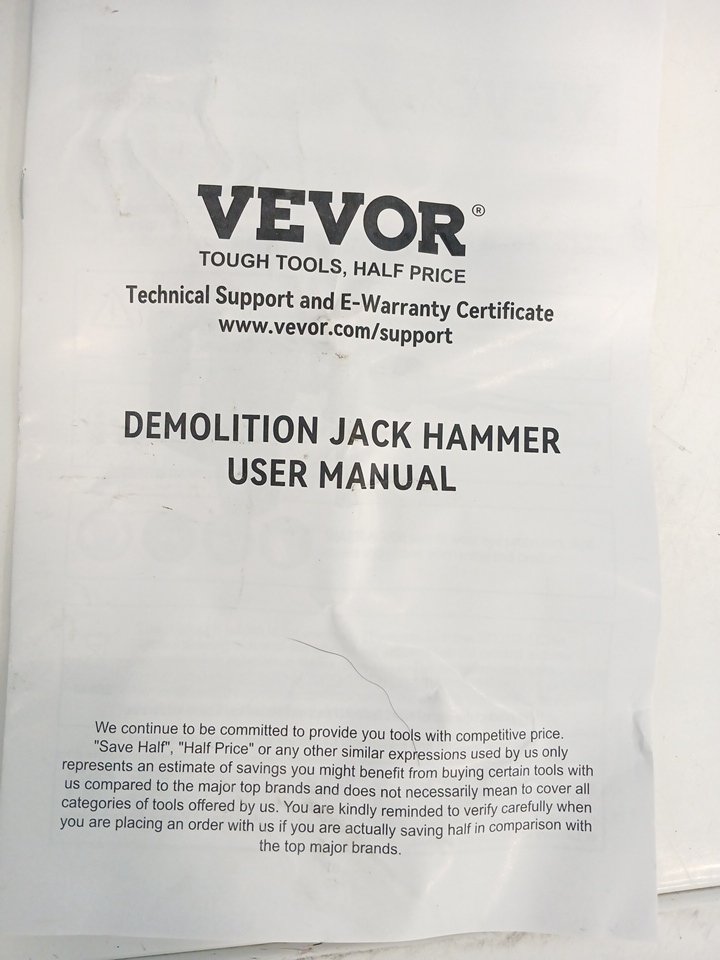 VEVOR®
TOUGH TOOLS, HALF PRICE
Technical Support and E-Warranty Certificate
www.vevor.com/support
DEMOLITION JACK HAMMER
USER MANUAL
We continue to be committed to provide you tools with competitive price.
"Save Half", "Half Price" or any other similar expressions used by us only
represents an estimate of savings you might benefit from buying certain tools with
us compared to the major top brands and does not necessarily mean to cover all
categories of tools offered by us. You are kindly reminded to verify carefully when
you are placing an order with us if you are actually saving half in comparison with
the top major brands.